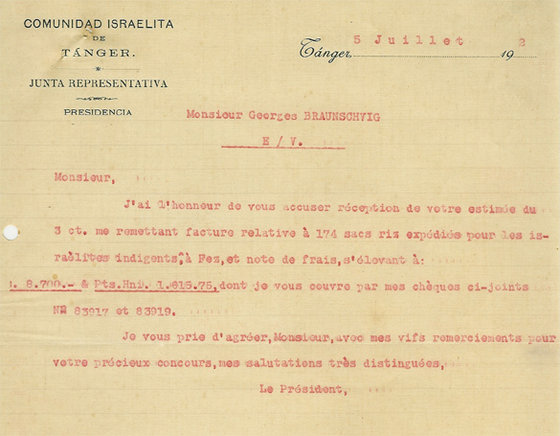 COMUNIDAD ISRAELITA
DE
TÁNGER.
JUNTA REPRESENTATIVA
PRESIDENCIA
Tánger, 5 Juillet 19 2
Monsieur Georges BRAUNSCHVIG
E / V.
Monsieur,
J'ai l'honneur de vous accuser réception de votre estimée du
3 ct. me remettant facture relative à 174 sacs riz expédiés pour les is-
raëlites indigents, à Fez, et note de frais, s'élevant à:
. 8.700.- & Pts.Hni. 1.615.75, dont je vous couvre par mes chèques ci-joints
Nº 83917 et 83919.
Je vous prie d'agréer, Monsieur, avec mes vifs remerciements pour
votre précieux concours, mes salutations très distinguées,
Le Président,